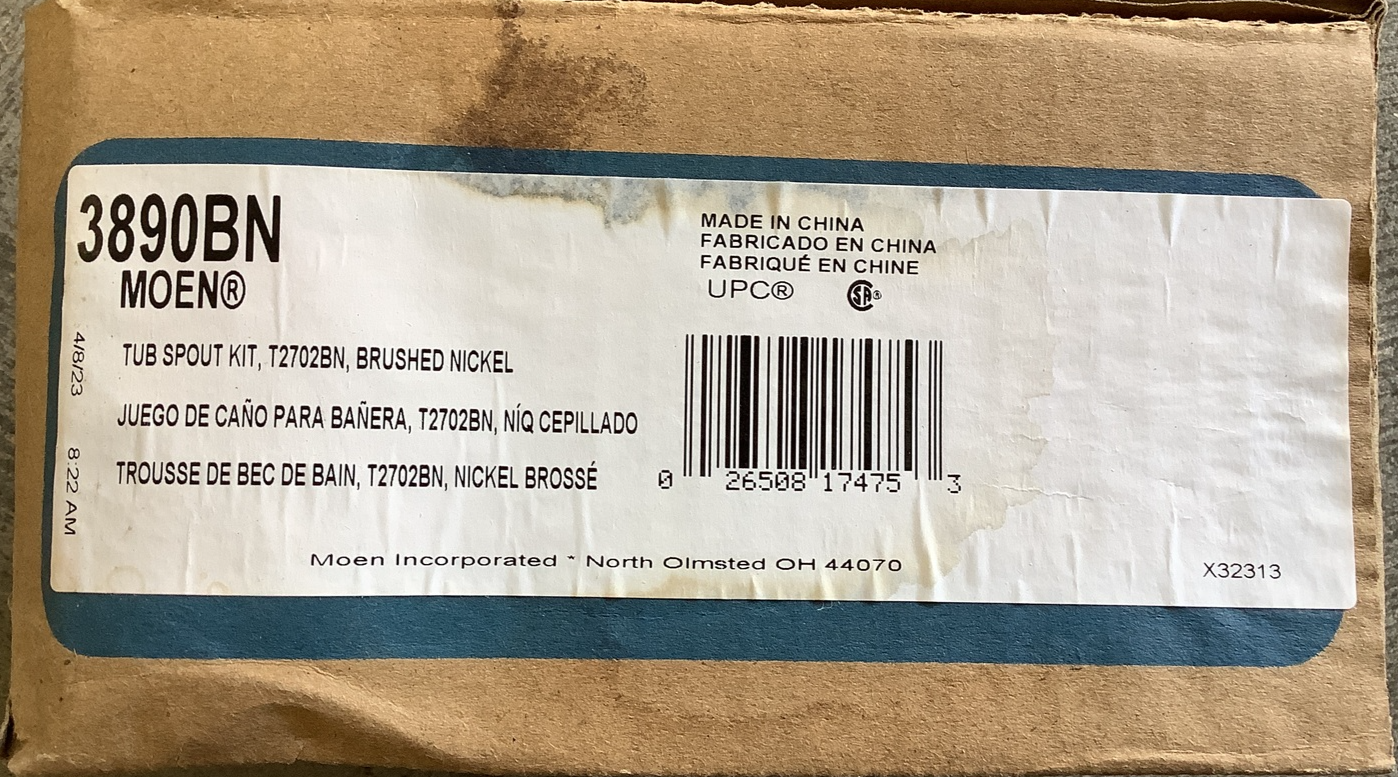 3890BN
MOEN®
MADE IN CHINA
FABRICADO EN CHINA
FABRIQUÉ EN CHINE
UPC® SA®
4/8/23 8:22 AM
TUB SPOUT KIT, T2702BN, BRUSHED NICKEL
JUEGO DE CAÑO PARA BAÑERA, T2702BN, NÍQ CEPILLADO
TROUSSE DE BEC DE BAIN, T2702BN, NICKEL BROSSÉ
0 26508 17475 3
Moen Incorporated * North Olmsted OH 44070
X32313